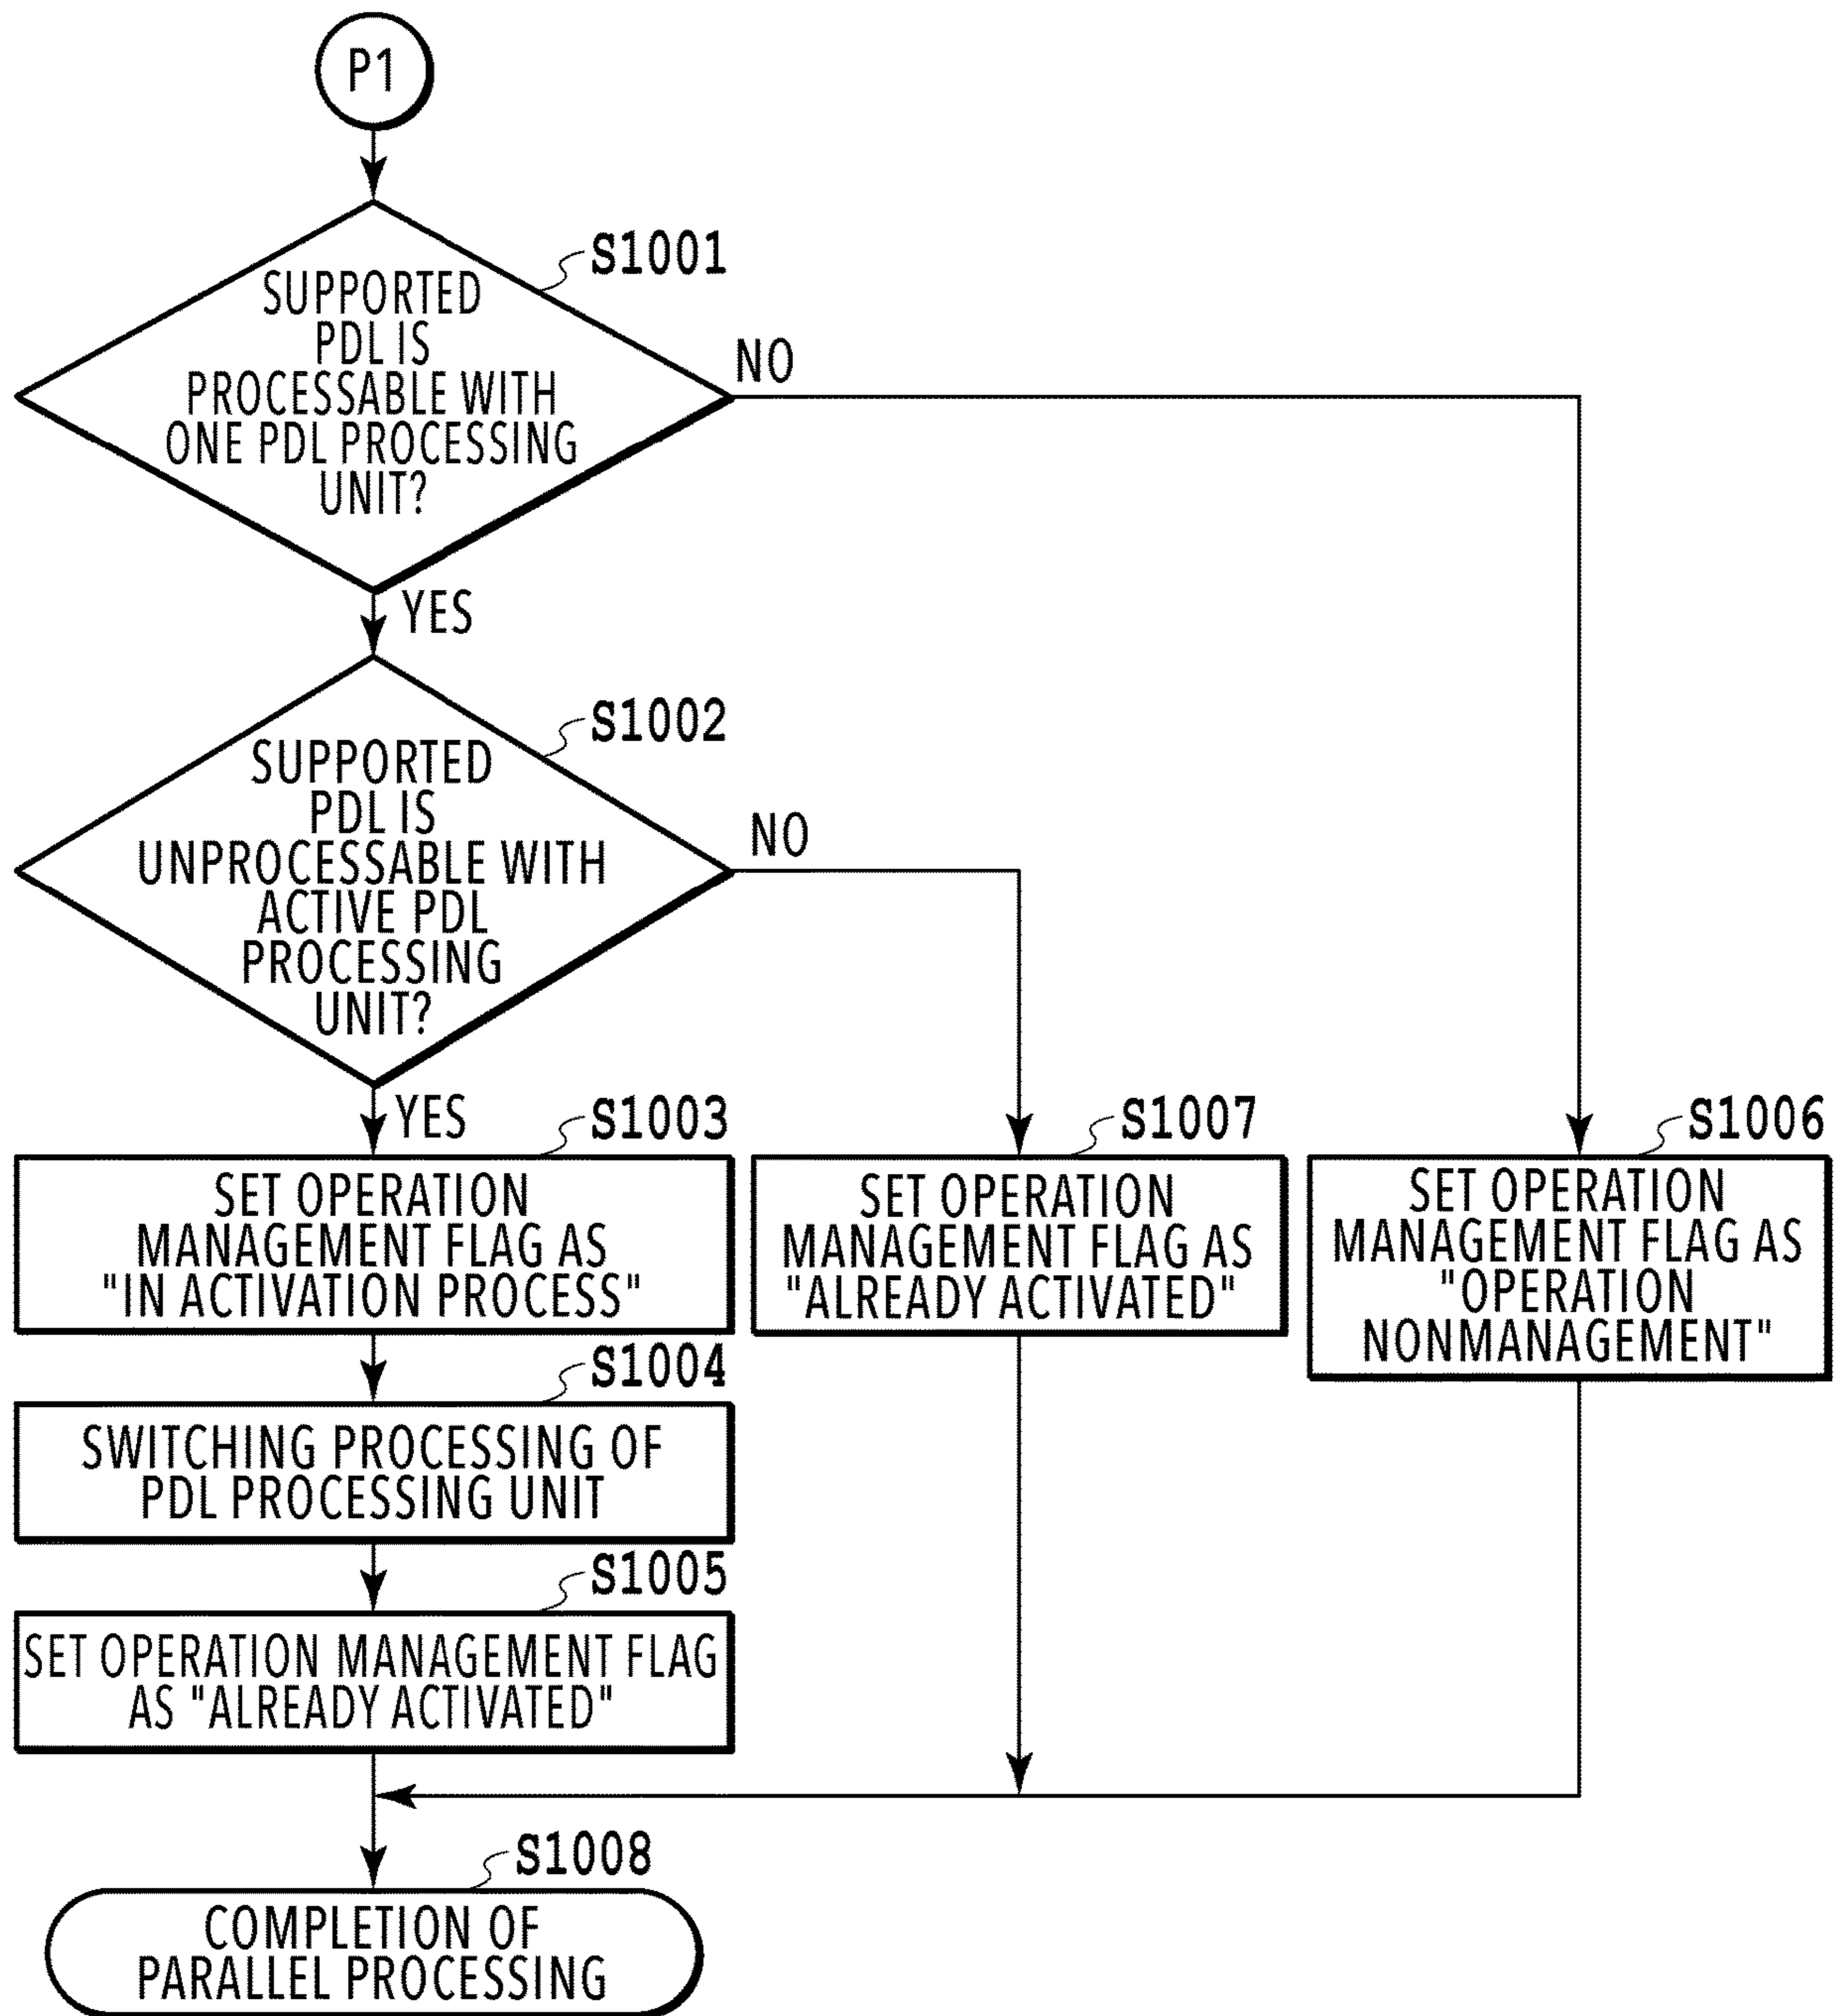 P1
S1001
SUPPORTED
PDL IS
PROCESSABLE WITH
ONE PDL PROCESSING
UNIT?
NO
YES
S1002
SUPPORTED
PDL IS
UNPROCESSABLE WITH
ACTIVE PDL
PROCESSING
UNIT?
NO
YES
S1003
SET OPERATION
MANAGEMENT FLAG AS
"IN ACTIVATION PROCESS"
S1007
SET OPERATION
MANAGEMENT FLAG AS
"ALREADY ACTIVATED"
S1006
SET OPERATION
MANAGEMENT FLAG AS
"OPERATION
NONMANAGEMENT"
S1004
SWITCHING PROCESSING OF
PDL PROCESSING UNIT
S1005
SET OPERATION MANAGEMENT FLAG
AS "ALREADY ACTIVATED"
S1008
COMPLETION OF
PARALLEL PROCESSING